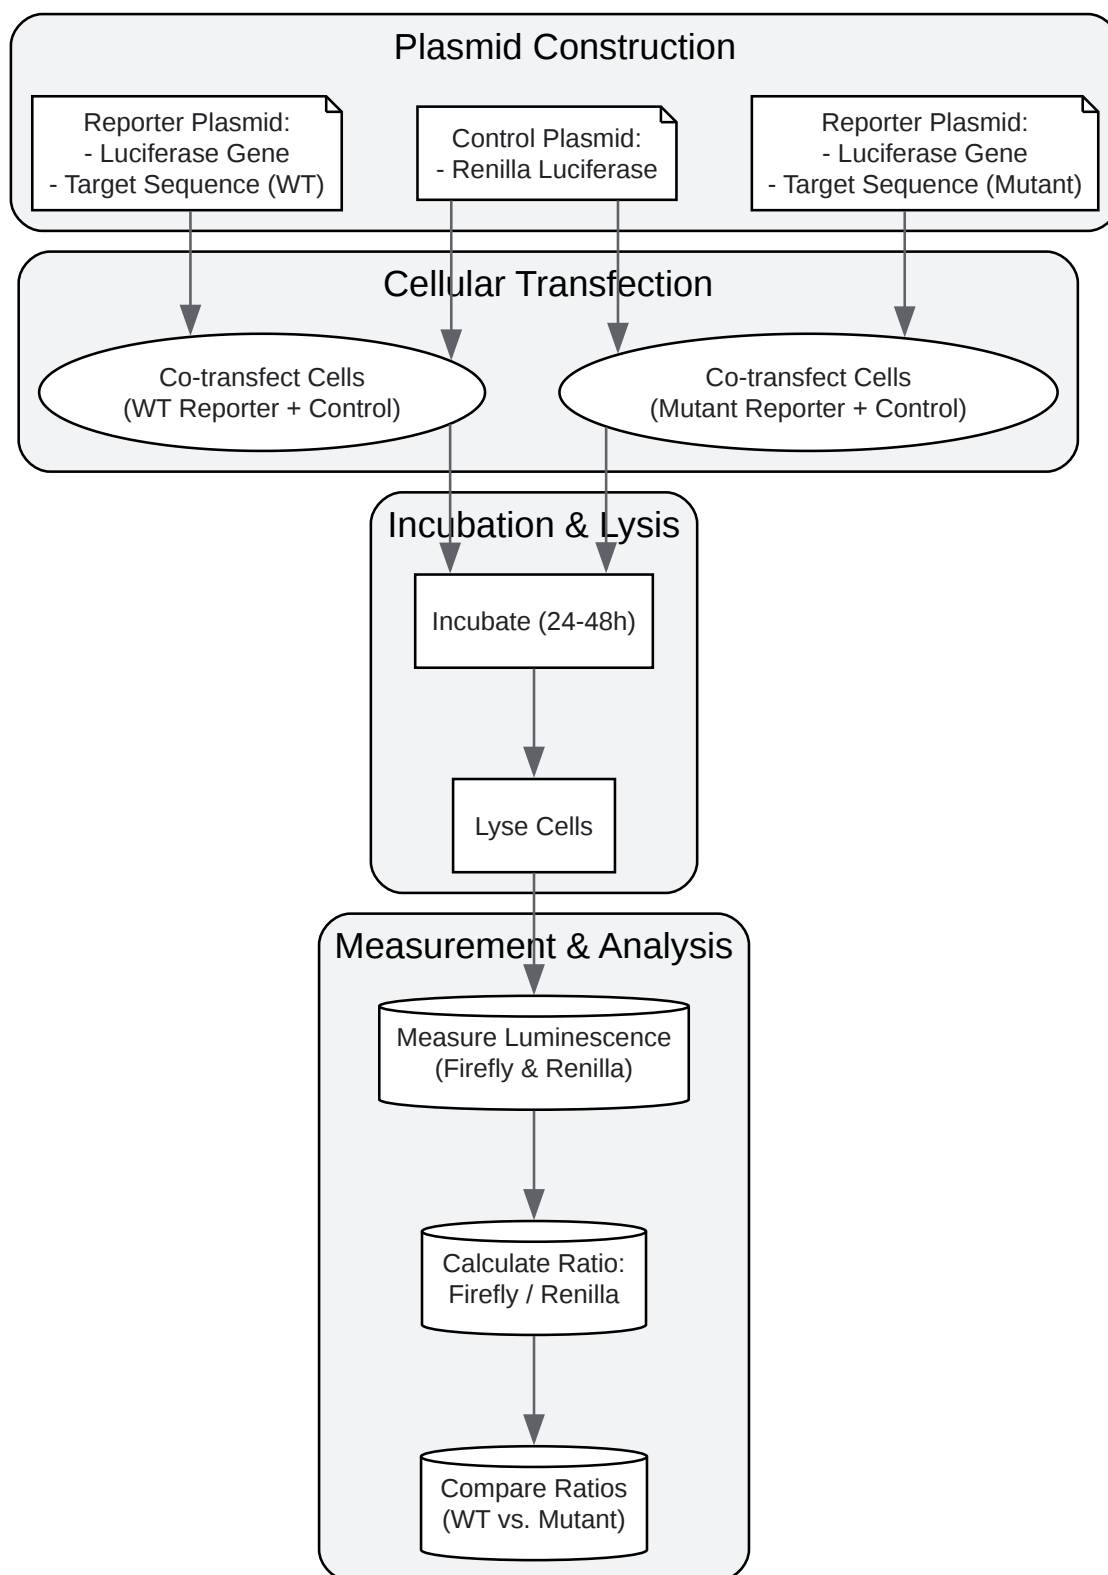 Plasmid Construction
Reporter Plasmid:
- Luciferase Gene
- Target Sequence (WT)
Control Plasmid:
- Renilla Luciferase
Reporter Plasmid:
- Luciferase Gene
- Target Sequence (Mutant)
Cellular Transfection
Co-transfect Cells
(WT Reporter + Control)
Co-transfect Cells
(Mutant Reporter + Control)
Incubation & Lysis
Incubate (24-48h)
Lyse Cells
Measurement & Analysis
Measure Luminescence
(Firefly & Renilla)
Calculate Ratio:
Firefly / Renilla
Compare Ratios
(WT vs. Mutant)